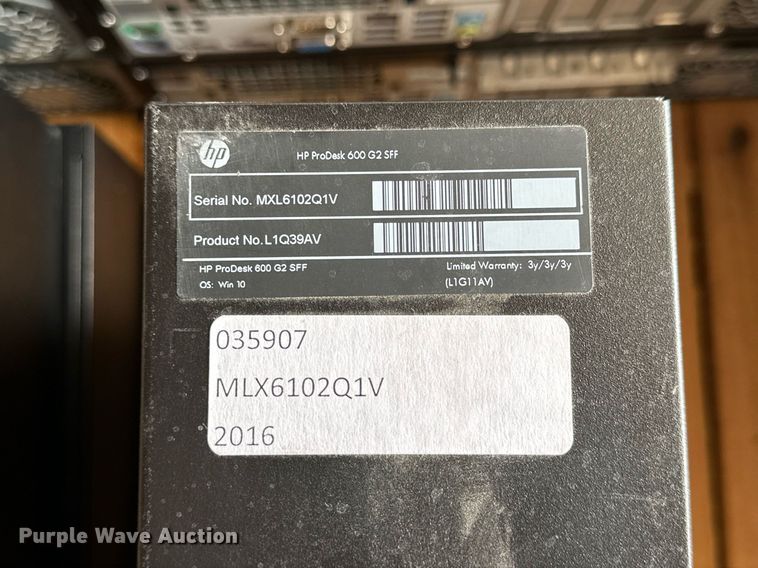 hp
HP ProDesk 600 G2 SFF
Serial No. MXL6102Q1V
Product No. L1Q39AV
HP ProDesk 600 G2 SFF
Limited Warranty: 3y/3y/3y
OS: Win 10
(L1G11AV)
035907
MLX6102Q1V
2016
Purple Wave Auction